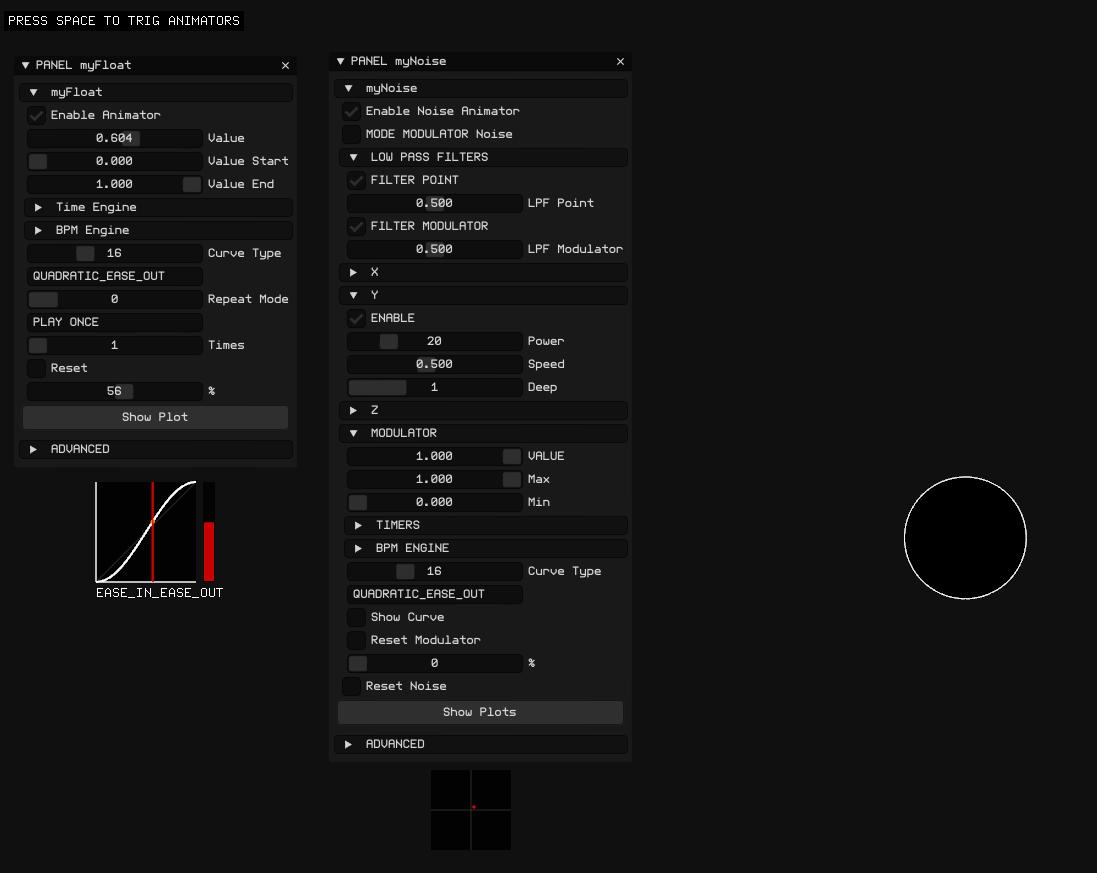 PRESS SPACE TO TRIG ANIMATORS
PANEL myFloat
myFloat
Enable Animator
0.604 Value
0.000 Value Start
1.000 Value End
Time Engine
BPM Engine
16 Curve Type
QUADRATIC_EASE_OUT
0 Repeat Mode
PLAY ONCE
1 Times
Reset
56 %
Show Plot
ADVANCED
EASE_IN_EASE_OUT
PANEL myNoise
myNoise
Enable Noise Animator
MODE MODULATOR Noise
LOW PASS FILTERS
FILTER POINT
0.500 LPF Point
FILTER MODULATOR
0.500 LPF Modulator
X
Y
ENABLE
20 Power
0.500 Speed
1 Deep
Z
MODULATOR
1.000 VALUE
1.000 Max
0.000 Min
TIMERS
BPM ENGINE
16 Curve Type
QUADRATIC_EASE_OUT
Show Curve
Reset Modulator
0 %
Reset Noise
Show Plots
ADVANCED